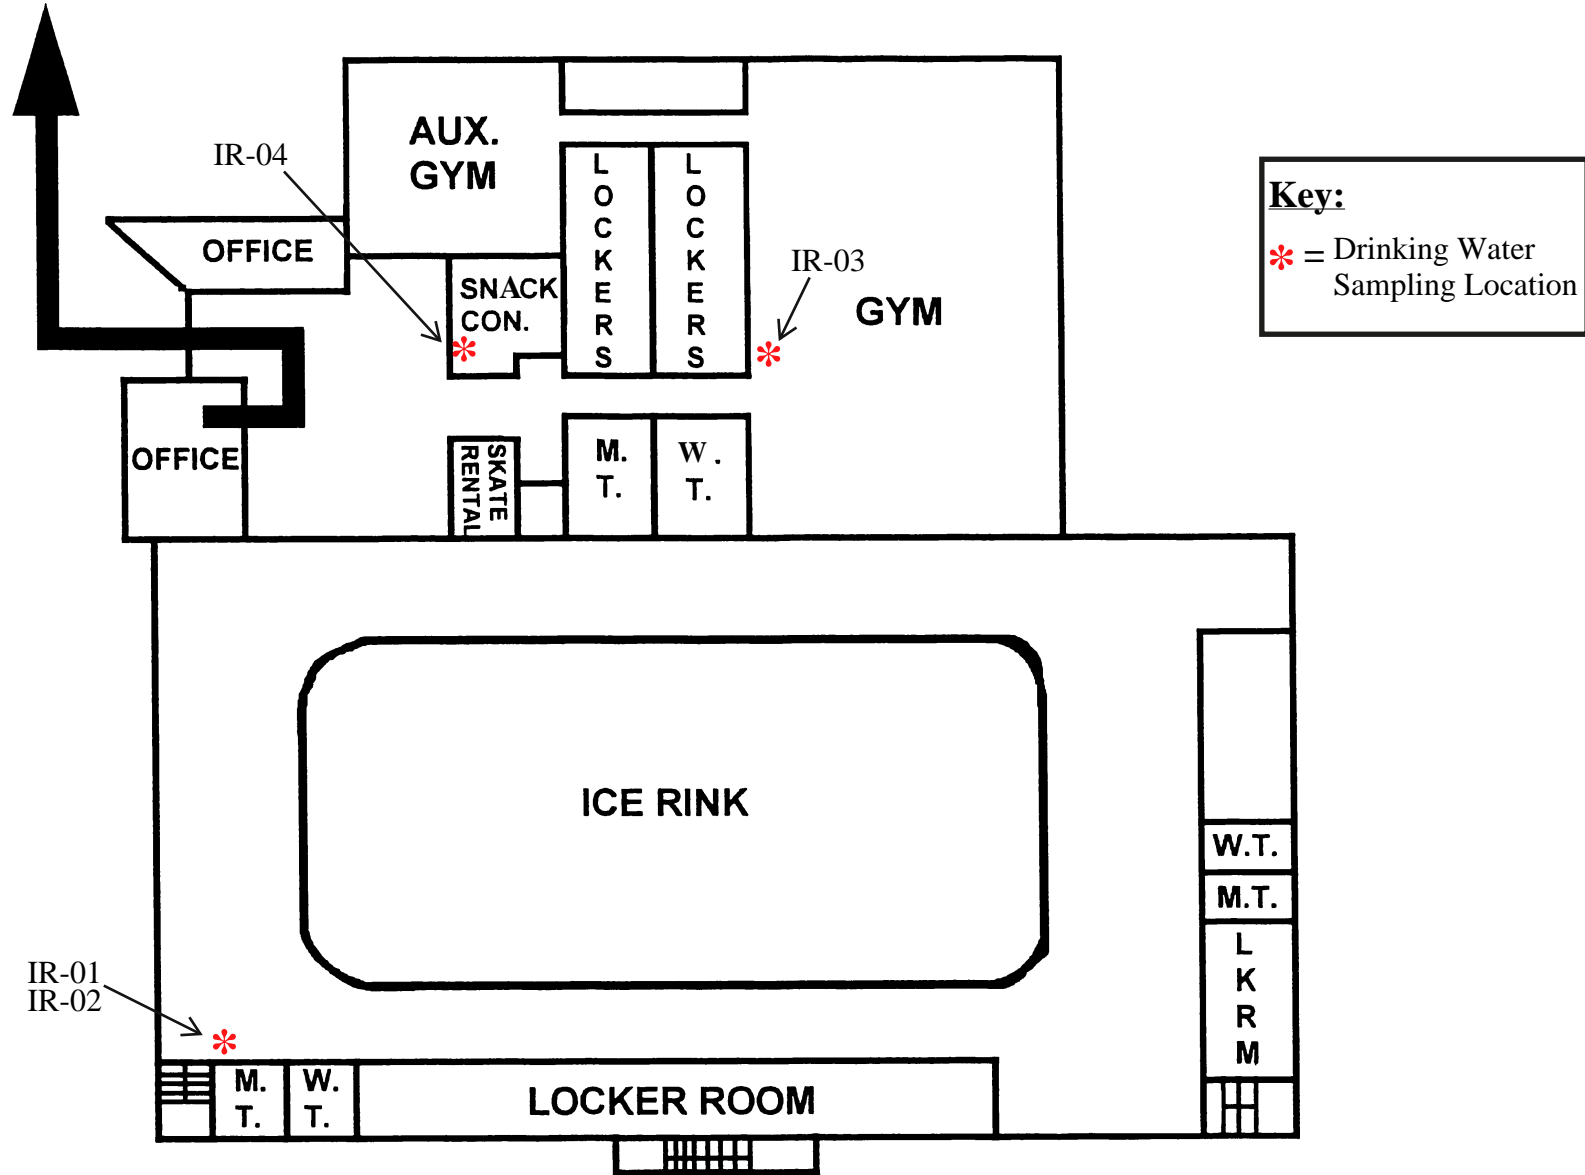 AUX.
GYM
IR-04
L
O
C
K
E
R
S
L
O
C
K
E
R
S
Key:
* = Drinking Water
Sampling Location
OFFICE
IR-03
SNACK
CON.
GYM
OFFICE
SKATE
RENTAL
M.
T.
W.
T.
ICE RINK
W.T.
M.T.
L
K
R
M
IR-01
IR-02
M.
T.
W.
T.
LOCKER ROOM